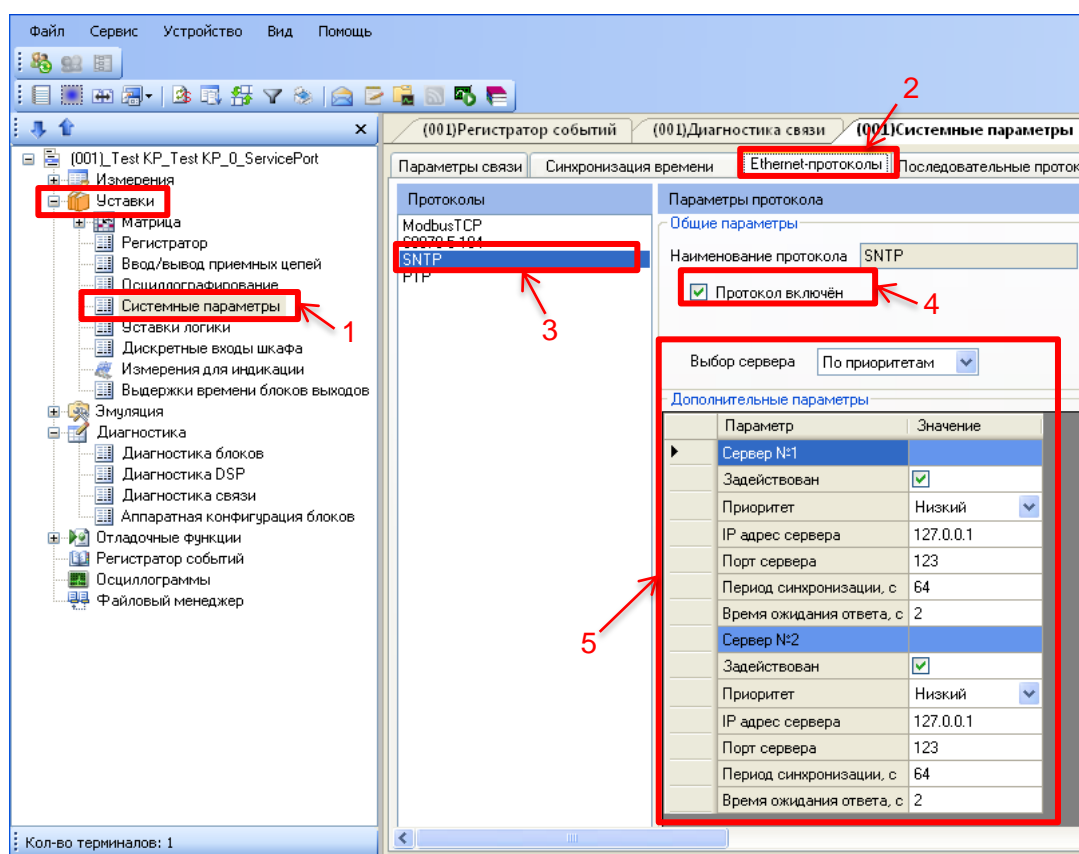 Файл Сервис Устройство Вид Помощь
2
(001)Регистратор событий (001)Диагностика связи (001)Системные параметры
(001)_Test KP_Test KP_0_ServicePort
Измерения
Уставки
Матрица
Регистратор
Ввод/вывод приемных цепей
Осциллографирование
Системные параметры
1
Уставки логики
Дискретные входы шкафа
Измерения для индикации
Выдержки времени блоков выходов
Эмуляция
Диагностика
Диагностика блоков
Диагностика DSP
Диагностика связи
Аппаратная конфигурация блоков
Отладочные функции
Регистратор событий
Осциллограммы
Файловый менеджер
Кол-во терминалов: 1
Параметры связи Синхронизация времени Ethernet-протоколы Последовательные проток
Протоколы
ModbusTCP
SNTP
PTP
3
Параметры протокола
Общие параметры
Наименование протокола SNTP
Протокол включён
4
Выбор сервера По приоритетам
Дополнительные параметры
Параметр Значение
Сервер №1
Задействован
Приоритет Низкий
IP адрес сервера 127.0.0.1
Порт сервера 123
Период синхронизации, с 64
Время ожидания ответа, с 2
5
Сервер №2
Задействован
Приоритет Низкий
IP адрес сервера 127.0.0.1
Порт сервера 123
Период синхронизации, с 64
Время ожидания ответа, с 2